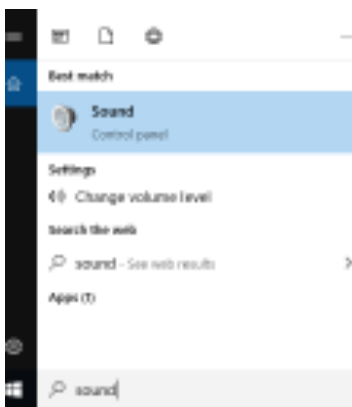 Best match
Sound
Control panel
Settings
Change volume level
Search the web
sound - See web results
Apps (1)
sound